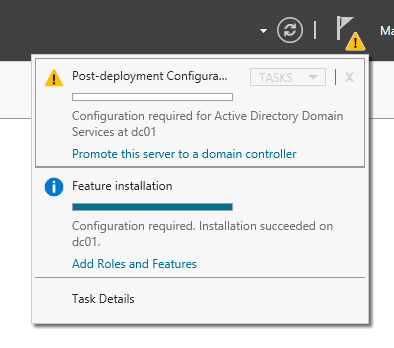 Ma
Post-deployment Configura...
TASKS
X
Configuration required for Active Directory Domain
Services at dc01
Promote this server to a domain controller
Feature installation
Configuration required. Installation succeeded on
dc01.
Add Roles and Features
Task Details